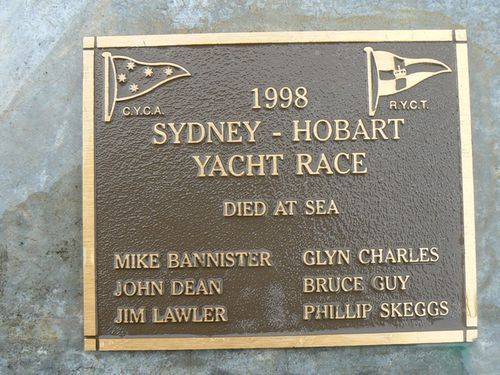 C.Y.C.A.
R.Y.C.T.
1998
SYDNEY - HOBART
YACHT RACE
DIED AT SEA
MIKE BANNISTER
JOHN DEAN
JIM LAWLER
GLYN CHARLES
BRUCE GUY
PHILLIP SKEGGS